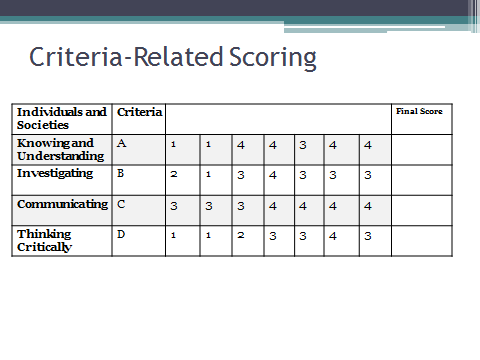 Criteria-Related Scoring
Individuals and Societies Criteria Final Score
Knowing and Understanding A 1 1 4 4 3 4 4
Investigating B 2 1 3 4 3 3 3
Communicating C 3 3 3 4 4 4 4
Thinking Critically D 1 1 2 3 3 4 3